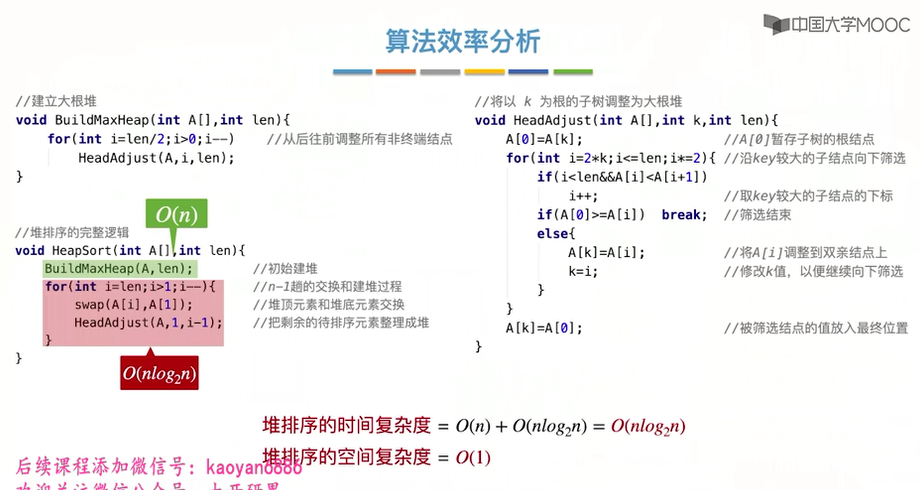 中国大学MOOC
算法效率分析
//建立大根堆
void BuildMaxHeap(int A[],int len){
for(int i=len/2;i>0;i--) //从后往前调整所有非终端结点
HeadAdjust(A,i,len);
}
O(n)
//堆排序的完整逻辑
void HeapSort(int A[],int len){
BuildMaxHeap(A,len); //初始建堆
for(int i=len;i>1;i--){ //n-1趟的交换和建堆过程
swap(A[i],A[1]); //堆顶元素和堆底元素交换
HeadAdjust(A,1,i-1); //把剩余的待排序元素整理成堆
}
}
O(nlog₂n)
//将以 k 为根的子树调整为大根堆
void HeadAdjust(int A[],int k,int len){
A[0]=A[k]; //A[0]暂存子树的根结点
for(int i=2*k;i<=len;i*=2){ //沿key较大的子结点向下筛选
if(i<len&&A[i]<A[i+1])
i++; //取key较大的子结点的下标
if(A[0]>=A[i]) break; //筛选结束
else{
A[k]=A[i]; //将A[i]调整到双亲结点上
k=i; //修改k值，以便继续向下筛选
}
}
A[k]=A[0]; //被筛选结点的值放入最终位置
}
堆排序的时间复杂度 = O(n) + O(nlog₂n) = O(nlog₂n)
堆排序的空间复杂度 = O(1)
后续课程添加微信号：kaoyan8886